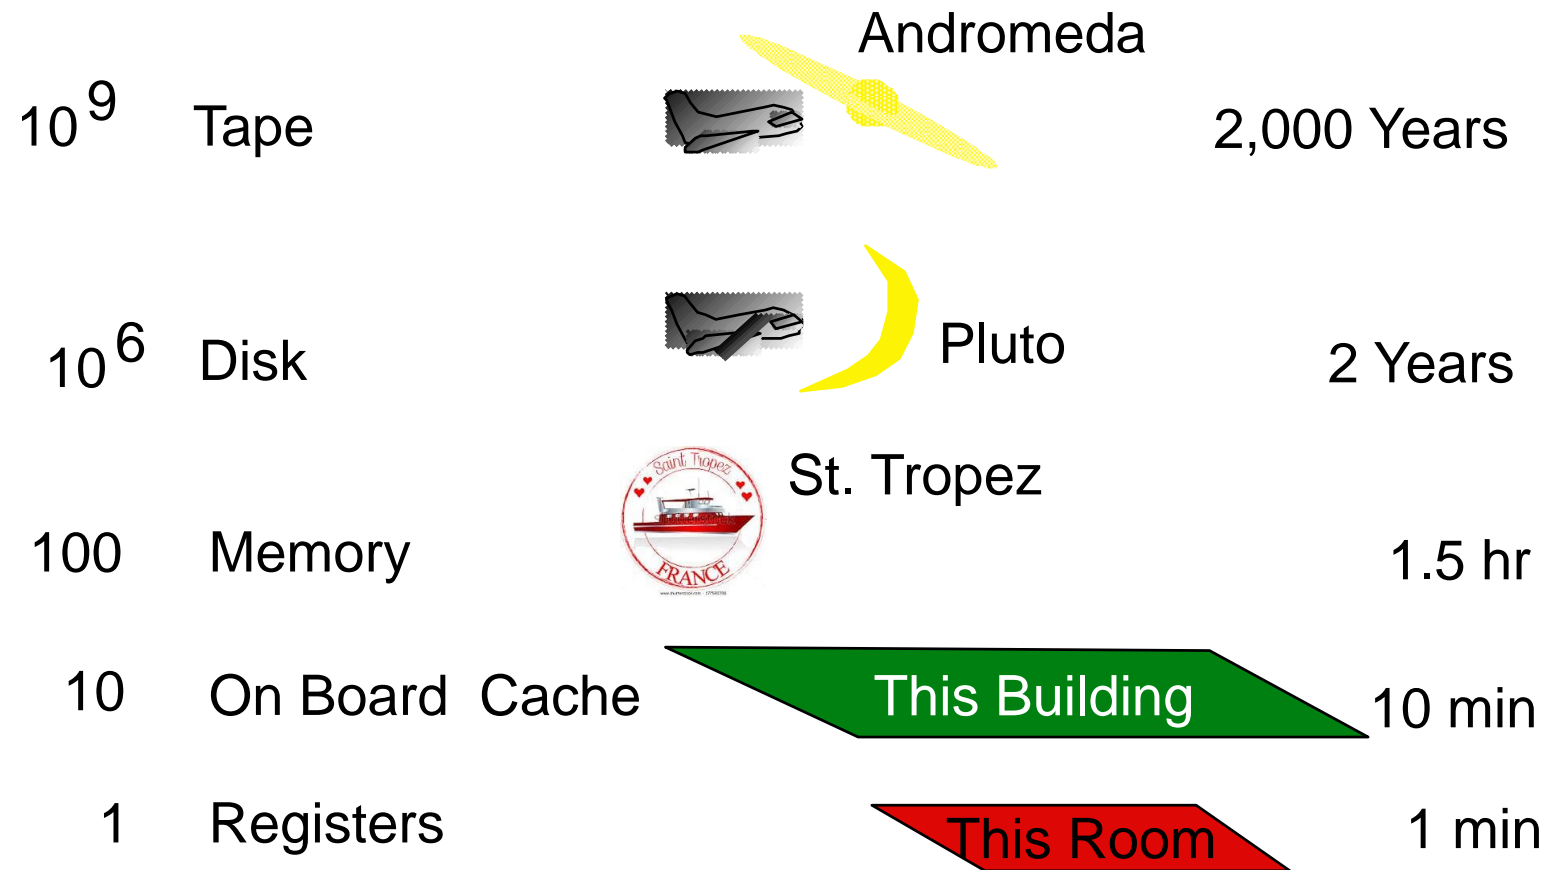 Andromeda
10^9 Tape 2,000 Years
10^6 Disk Pluto 2 Years
St. Tropez
Saint Tropez
FRANCE
100 Memory 1.5 hr
10 On Board Cache This Building 10 min
1 Registers This Room 1 min